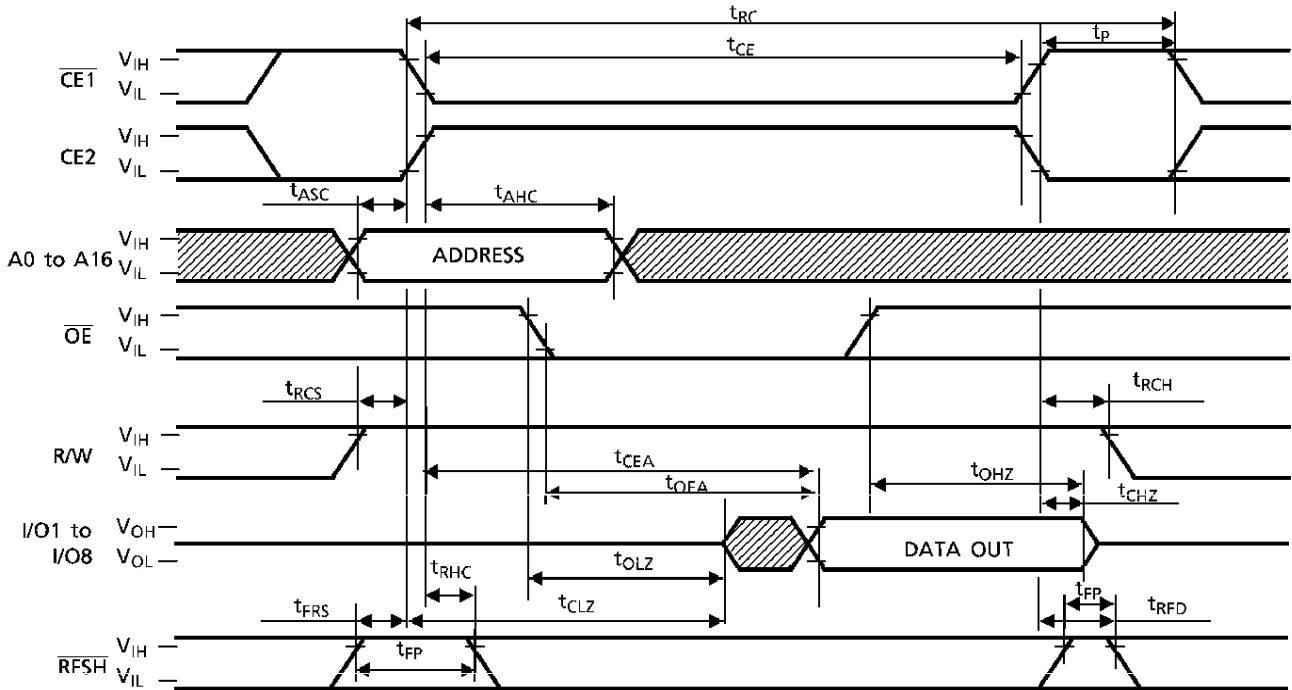 tRC
tCE
tP
CE1
VIH
VIL
CE2
VIH
VIL
tASC
tAHC
A0 to A16
VIH
VIL
ADDRESS
OE
VIH
VIL
tRCS
tRCH
R/W
VIH
VIL
tCEA
tOEA
tOHZ
tCHZ
I/O1 to
I/O8
VOH
VOL
DATA OUT
tRHC
tOLZ
tFRS
tCLZ
tFP
tRFD
RFSH
VIH
VIL
tFP